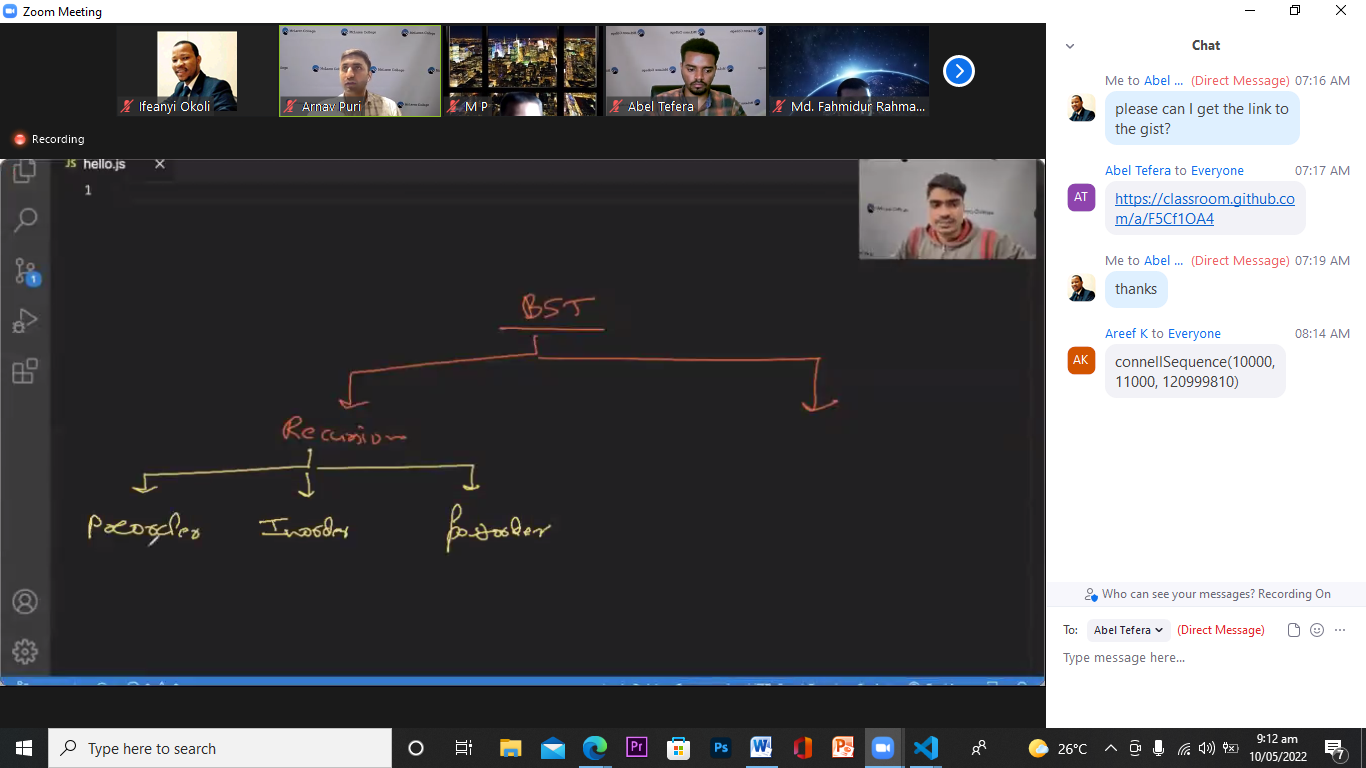 Zoom Meeting
Ifeanyi Okoli
Arnav Puri
M P
Abel Tefera
Md. Fahmidur Rahma...
Recording
JS hello.js
1
BST
Recursion
Preorder Inorder Postorder
Chat
Me to Abel ... (Direct Message) 07:16 AM
please can I get the link to
the gist?
Abel Tefera to Everyone 07:17 AM
AT
https://classroom.github.co
m/a/F5Cf1OA4
Me to Abel ... (Direct Message) 07:19 AM
thanks
Areef K to Everyone 08:14 AM
AK
connellSequence(10000,
11000, 120999810)
Who can see your messages? Recording On
To: Abel Tefera (Direct Message)
Type message here...
Type here to search
Pr
Ps
W
P
26°C
9:12 am
10/05/2022
7